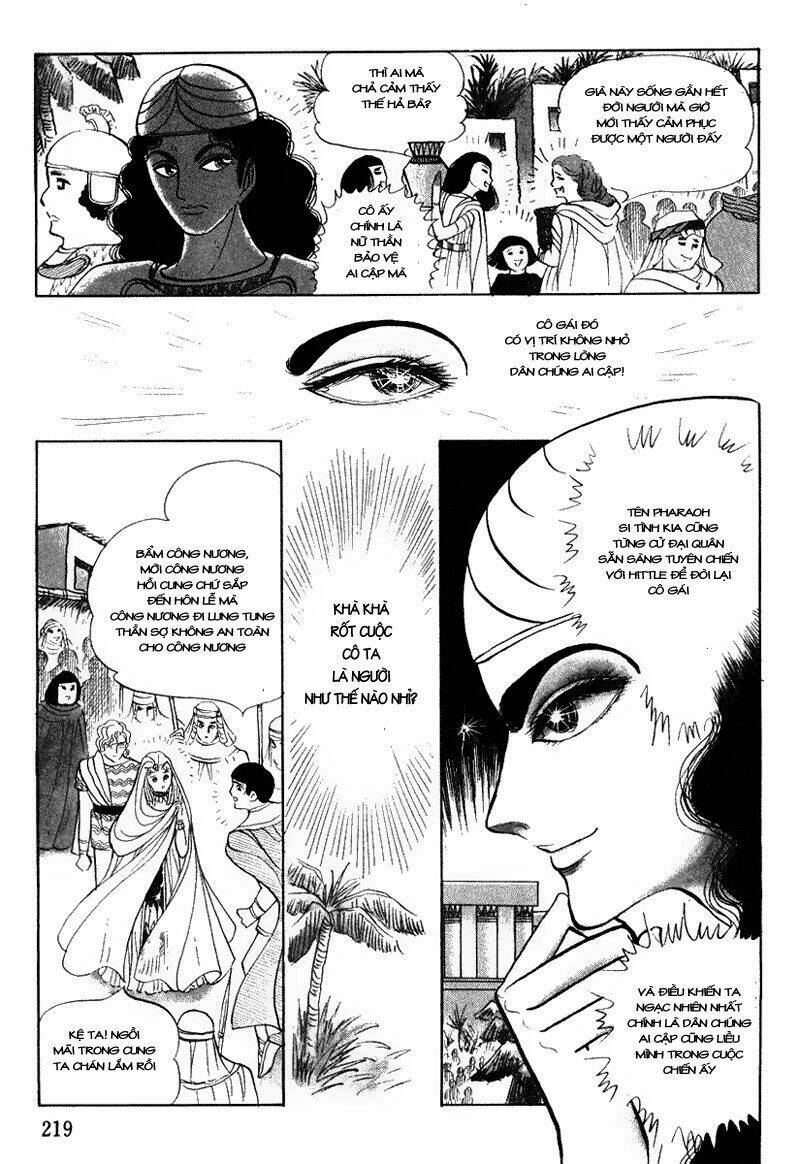 THÌ AI MÀ
CHẢ CẢM THẤY
THẾ HẢ BÀ?
GIÀ NÀY SỐNG GẦN HẾT
ĐỜI NGƯỜI MÀ GIỜ
MỚI THẤY CẢM PHỤC
ĐƯỢC MỘT NGƯỜI ĐẤY
CÔ ẤY
CHÍNH LÀ
NỮ THẦN
BẢO VỆ
AI CẬP MÀ
CÔ GÁI ĐÓ
CÓ VỊ TRÍ KHÔNG NHỎ
TRONG LÒNG
DÂN CHÚNG AI CẬP!
BẨM CÔNG NƯƠNG,
MỜI CÔNG NƯƠNG
HỒI CUNG CHỨ SẮP
ĐẾN HÔN LỄ MÀ
CÔNG NƯƠNG ĐI LUNG TUNG
THẦN SỢ KHÔNG AN TOÀN
CHO CÔNG NƯƠNG
KỆ TA! NGỒI
MÃI TRONG CUNG
TA CHÁN LẮM RỒI
KHÀ KHÀ
RỐT CUỘC
CÔ TA
LÀ NGƯỜI
NHƯ THẾ NÀO NHỈ?
TÊN PHARAOH
SI TÌNH KIA CŨNG
TỪNG CỬ ĐẠI QUÂN
SẴN SÀNG TUYÊN CHIẾN
VỚI HITTLE ĐỂ ĐÒI LẠI
CÔ GÁI
VÀ ĐIỀU KHIẾN TA
NGẠC NHIÊN NHẤT
CHÍNH LÀ DÂN CHÚNG
AI CẬP CŨNG LIỀU
MÌNH TRONG CUỘC
CHIẾN ẤY
219